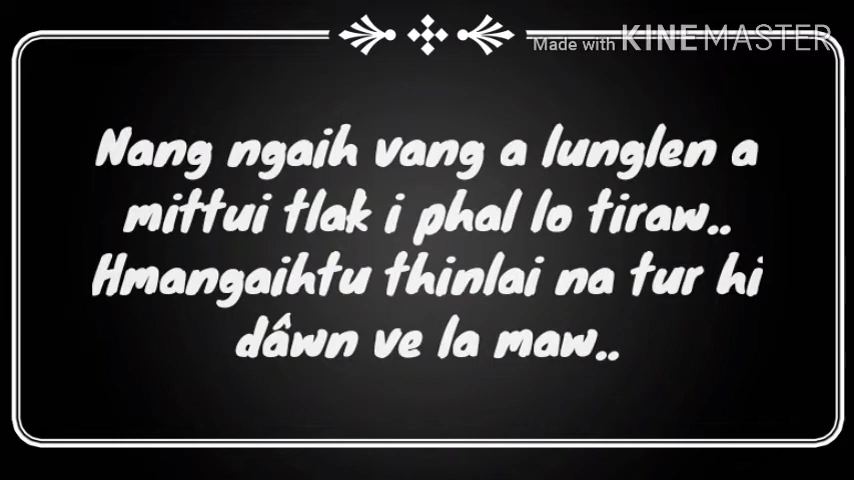 Made with KINEMASTER
Nang ngaih vang a lunglen a
mittui tlak i phal lo tiraw..
Hmangaihtu thinlai na tur hi
dâwn ve la maw..